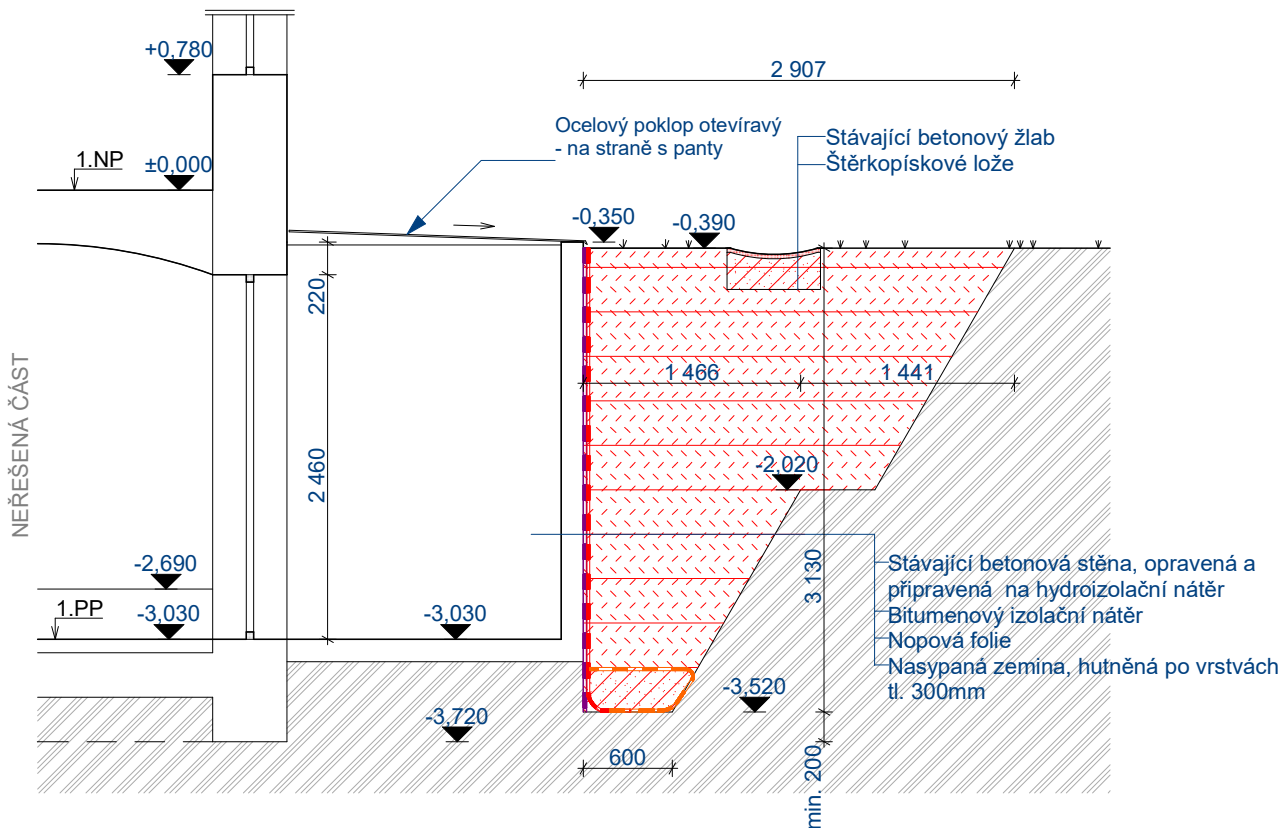 +0,780
2 907
Ocelový poklop otevíravý
- na straně s panty
Stávající betonový žlab
Štěrkopískové lože
1.NP
±0,000
-0,350
-0,390
220
1 466
1 441
NEŘEŠENÁ ČÁST
2 460
-2,020
-2,690
3 130
Stávající betonová stěna, opravená a
připravená na hydroizolační nátěr
Bitumenový izolační nátěr
Nopová folie
Nasypaná zemina, hutněná po vrstvách
tl. 300mm
1.PP
-3,030
-3,030
-3,520
-3,720
600
min. 200